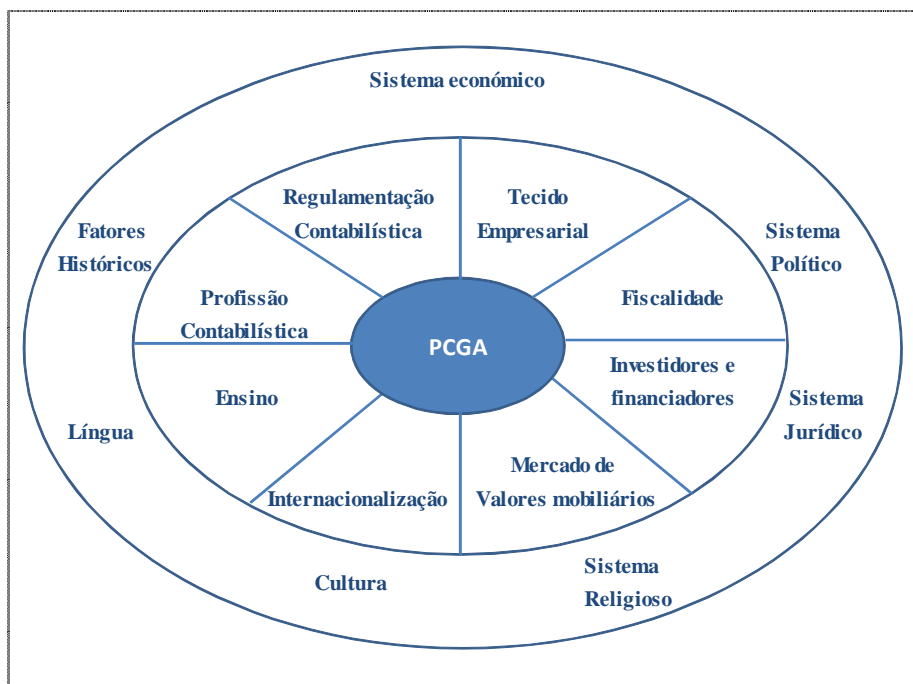 Sistema económico
Regulamentação
Contabilística
Tecido
Empresarial
Fatores
Históricos
Sistema
Político
Profissão
Contabilística
Fiscalidade
PCGA
Ensino
Investidores e
financiadores
Língua
Sistema
Jurídico
Internacionalização
Mercado de
Valores mobiliários
Cultura
Sistema
Religioso